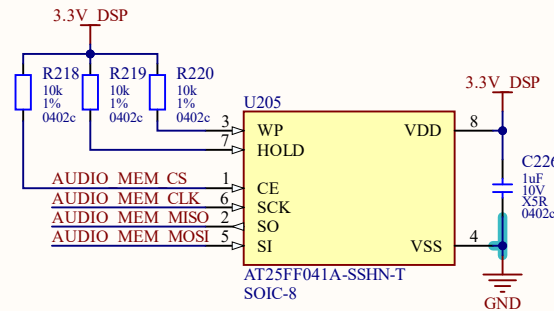 3.3V_DSP
R218
10k
1%
0402c
R219
10k
1%
0402c
R220
10k
1%
0402c
U205
3 WP
7 HOLD
1 CE
6 SCK
2 SO
5 SI
VDD 8
VSS 4
AUDIO_MEM_CS
AUDIO_MEM_CLK
AUDIO_MEM_MISO
AUDIO_MEM_MOSI
AT25FF041A-SSHN-T
SOIC-8
3.3V_DSP
C226
1uF
10V
X5R
0402c
GND